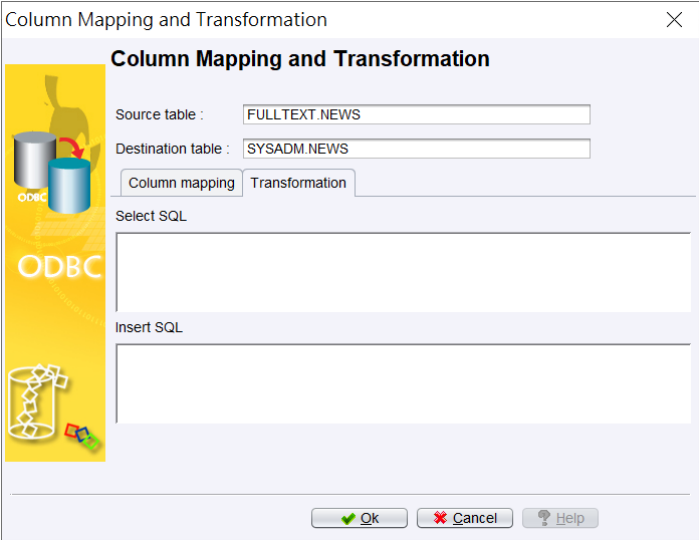 Column Mapping and Transformation
Column Mapping and Transformation
Source table :
FULLTEXT.NEWS
Destination table :
SYSADM.NEWS
Column mapping
Transformation
ODBC
Select SQL
ODBC
Insert SQL
Ok
Cancel
Help